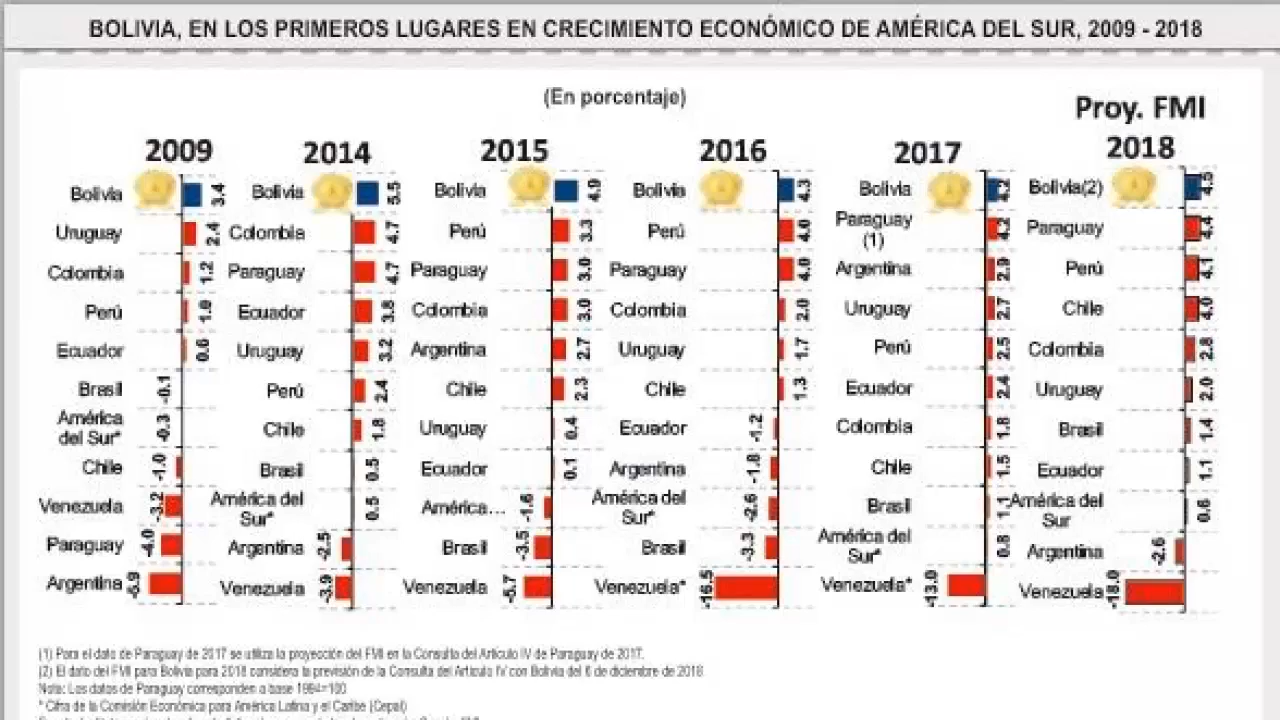 BOLIVIA, EN LOS PRIMEROS LUGARES EN CRECIMIENTO ECONÓMICO DE AMÉRICA DEL SUR, 2009 - 2018
(En porcentaje)
Proy. FMI
2009 2014 2015 2016 2017 2018
Bolivia 3.4 Bolivia 5.5 Bolivia 4.9 Bolivia 4.3 Bolivia 4.2 Bolivia(2) 4.5
Uruguay 2.4 Colombia 4.7 Perú 3.3 Perú 4.0 Paraguay (1) 4.2 Paraguay 4.4
Colombia 1.2 Paraguay 4.7 Paraguay 3.0 Paraguay 4.0 Argentina 2.9 Perú 4.1
Perú 1.0 Ecuador 3.8 Colombia 3.0 Colombia 2.0 Uruguay 2.7 Chile 4.0
Ecuador 0.6 Uruguay 3.2 Argentina 2.7 Uruguay 1.7 Perú 2.5 Colombia 2.8
Brasil -0.1 Perú 2.4 Chile 2.3 Chile 1.3 Ecuador 2.4 Uruguay 2.0
América del Sur* -0.3 Chile 1.8 Uruguay 0.4 Ecuador -1.2 Colombia 1.8 Brasil 1.4
Chile -1.0 Brasil 0.5 Ecuador 0.1 Argentina -1.8 Chile 1.5 Ecuador 1.1
Venezuela -3.2 América del Sur* 0.5 América... -1.6 América del Sur* -2.6 Brasil 1.1 América del Sur 0.6
Paraguay -4.0 Argentina -2.5 Brasil -3.5 Brasil -3.3 América del Sur* 0.8 Argentina -2.6
Argentina -5.9 Venezuela -3.9 Venezuela -5.7 Venezuela* -16.5 Venezuela* -13.0 Venezuela -18.0
(1) Para el dato de Paraguay de 2017 se utiliza la proyección del FMI en la Consulta del Artículo IV de Paraguay de 2017.
(2) El dato del FMI para Bolivia para 2018 considera la previsión de la Consulta del Artículo IV con Bolivia del 6 de diciembre de 2018
Nota: Los datos de Paraguay corresponden a base 1994=100
* Cifra de la Comisión Económica para América Latina y el Caribe (Cepal)